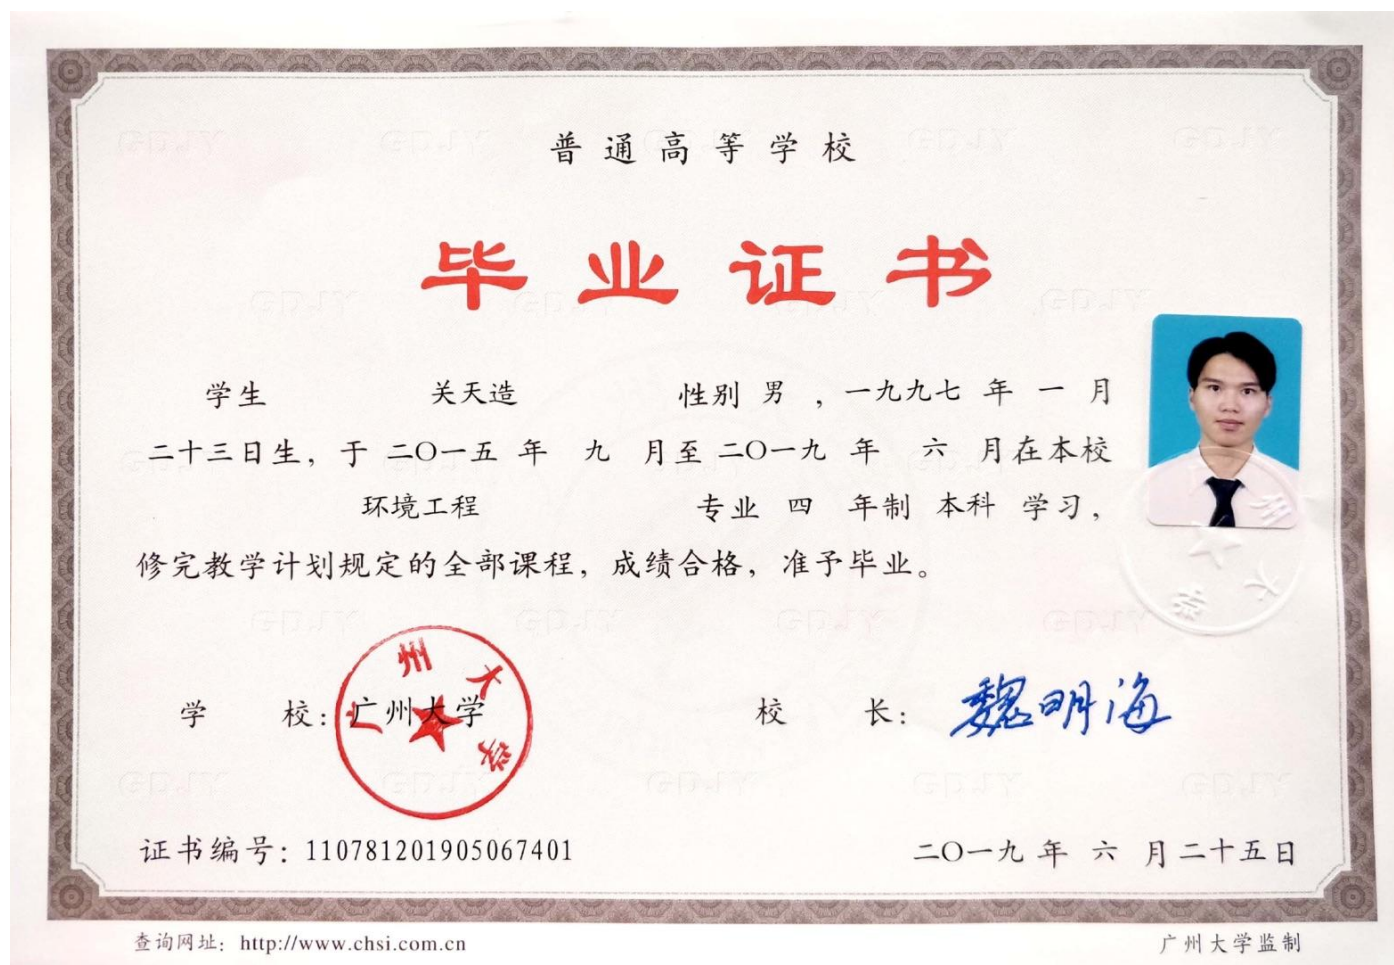 普通高等学校
毕业证书
学生 关天造 性别 男 ，一九九七 年 一 月
二十三日生，于 二〇一五 年 九 月至 二〇一九 年 六 月在本校
环境工程 专业 四 年制 本科 学习，
修完教学计划规定的全部课程，成绩合格，准予毕业。
学 校：广州大学
广州大学
校 长：魏明海
州大学
证书编号：110781201905067401
二〇一九 年 六 月二十五日
查询网址：http://www.chsi.com.cn
广州大学监制